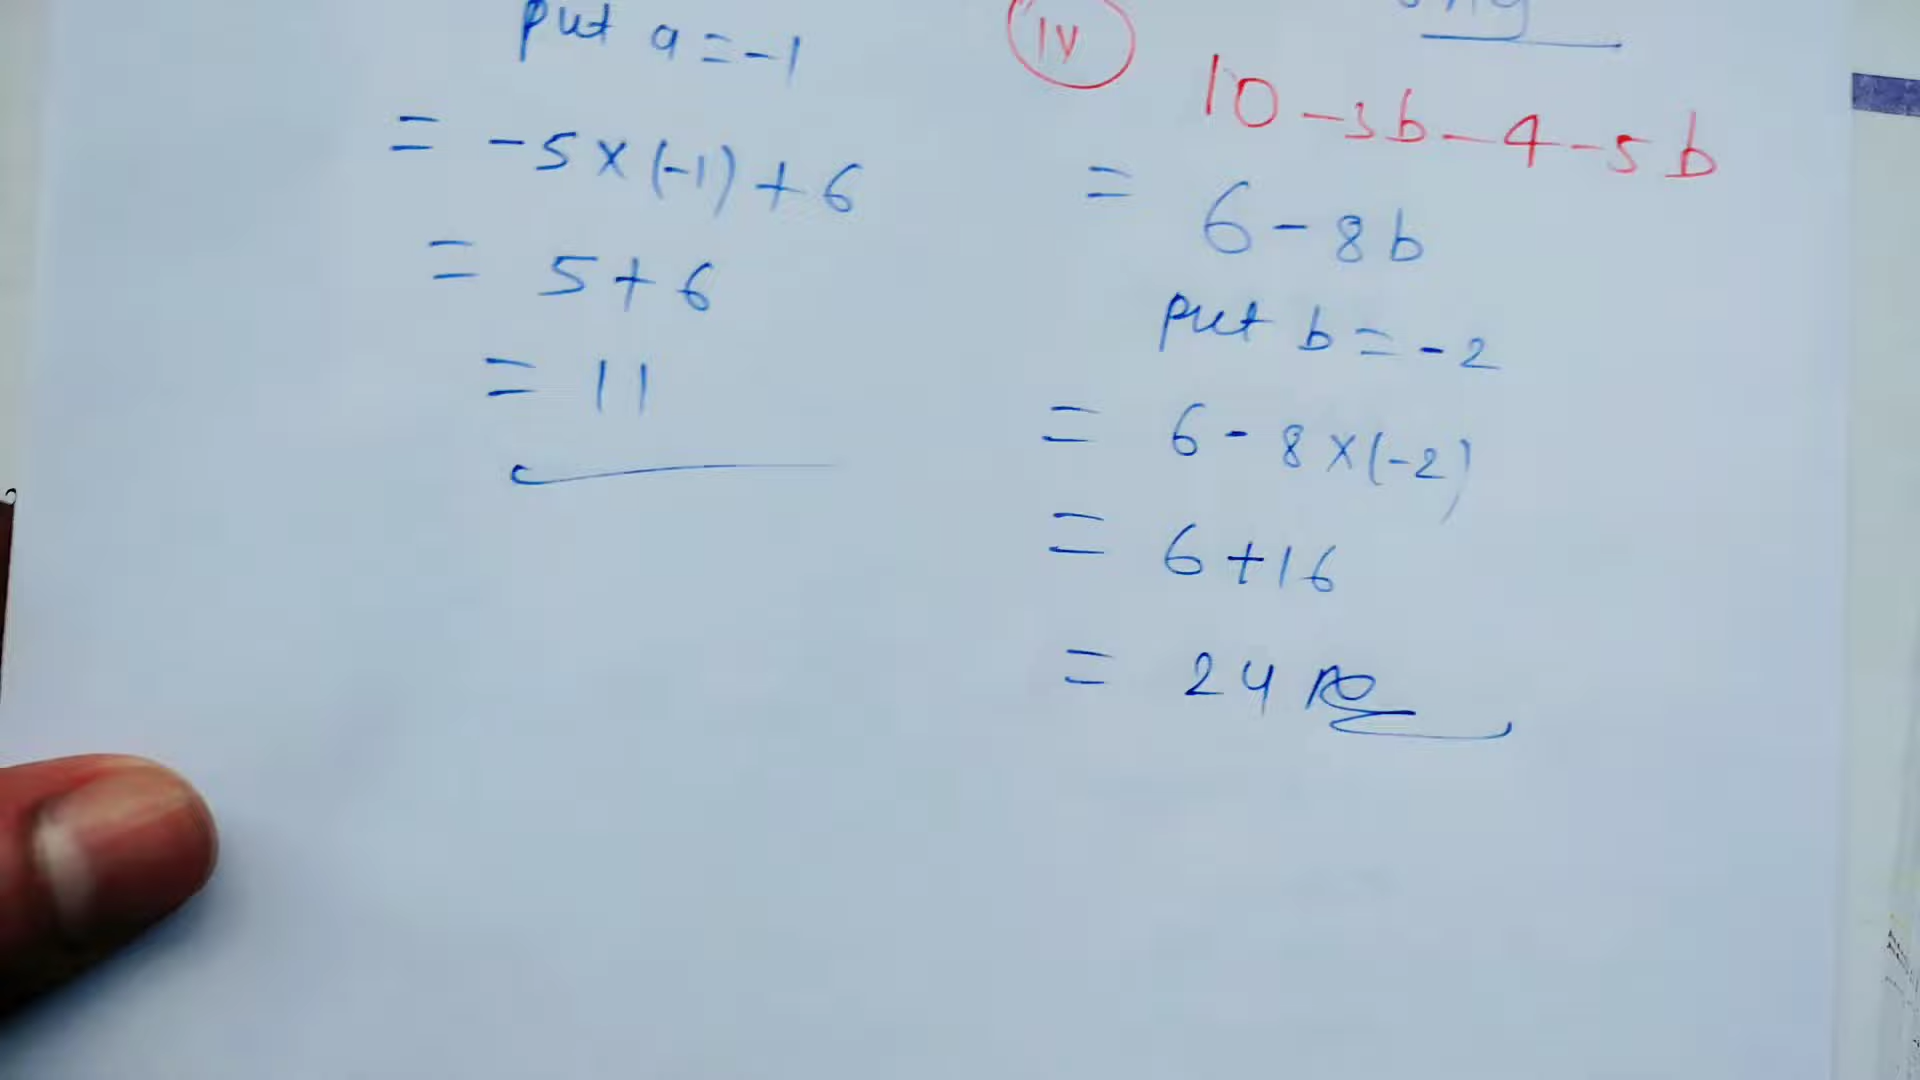 put a = -1
= -5 × (-1) + 6
= 5 + 6
= 11
IV
10 - 3b - 4 - 5b
= 6 - 8b
put b = -2
= 6 - 8 × (-2)
= 6 + 16
= 24